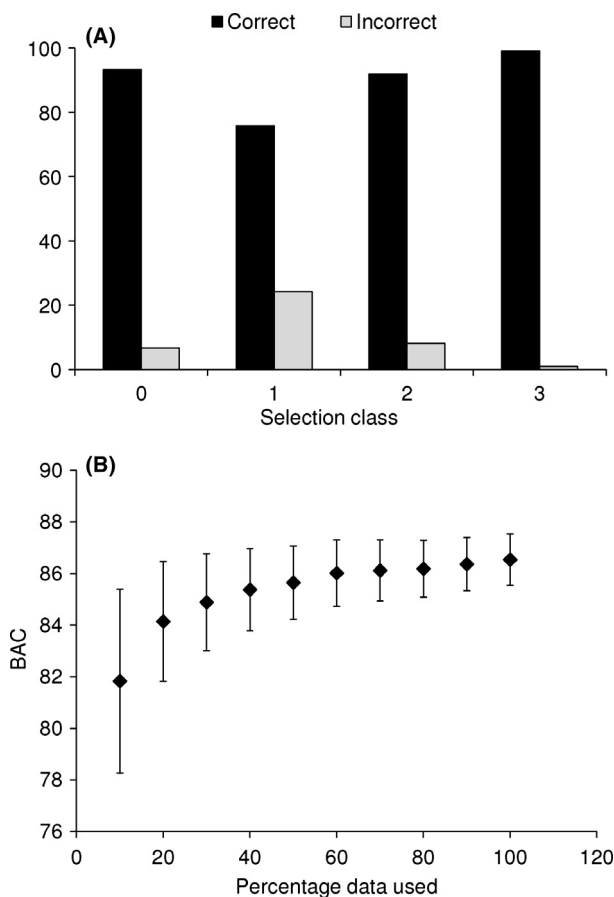 (A)
Correct Incorrect
100
80
60
40
20
0
0 1 2 3
Selection class
(B)
90
88
86
84
82
80
78
76
BAC
0 20 40 60 80 100 120
Percentage data used